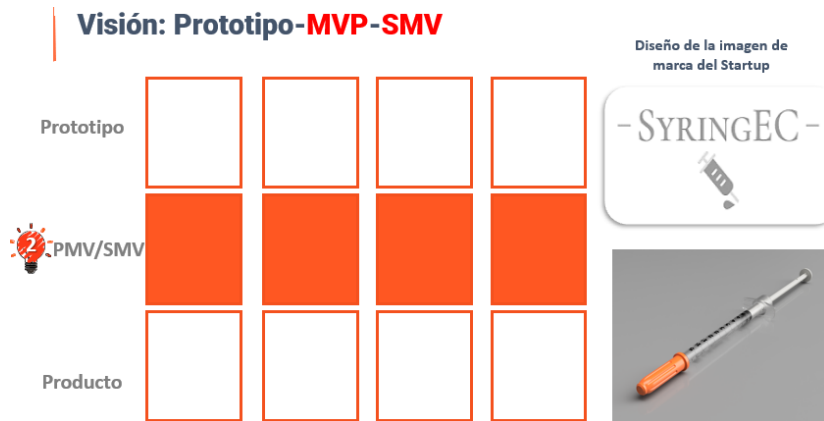 Visión: Prototipo-MVP-SMV
Diseño de la imagen de
marca del Startup
- SYRINGEC -
Prototipo
2
PMV/SMV
Producto